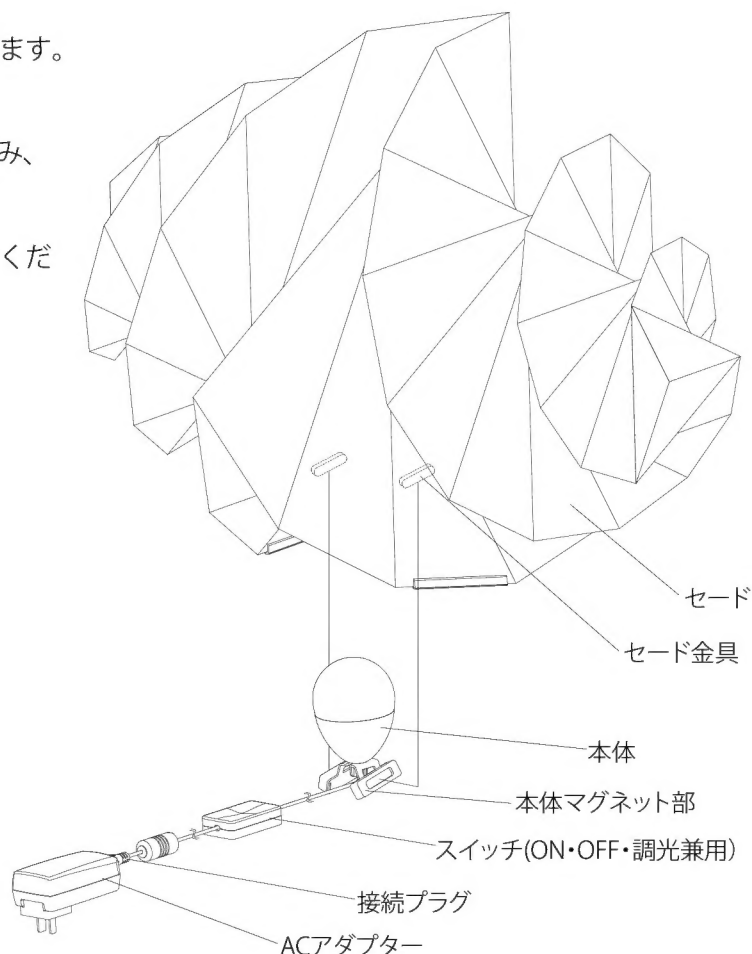 ます。
み、
くだ
セード
セード金具
本体
本体マグネット部
スイッチ(ON・OFF・調光兼用)
接続プラグ
ACアダプター